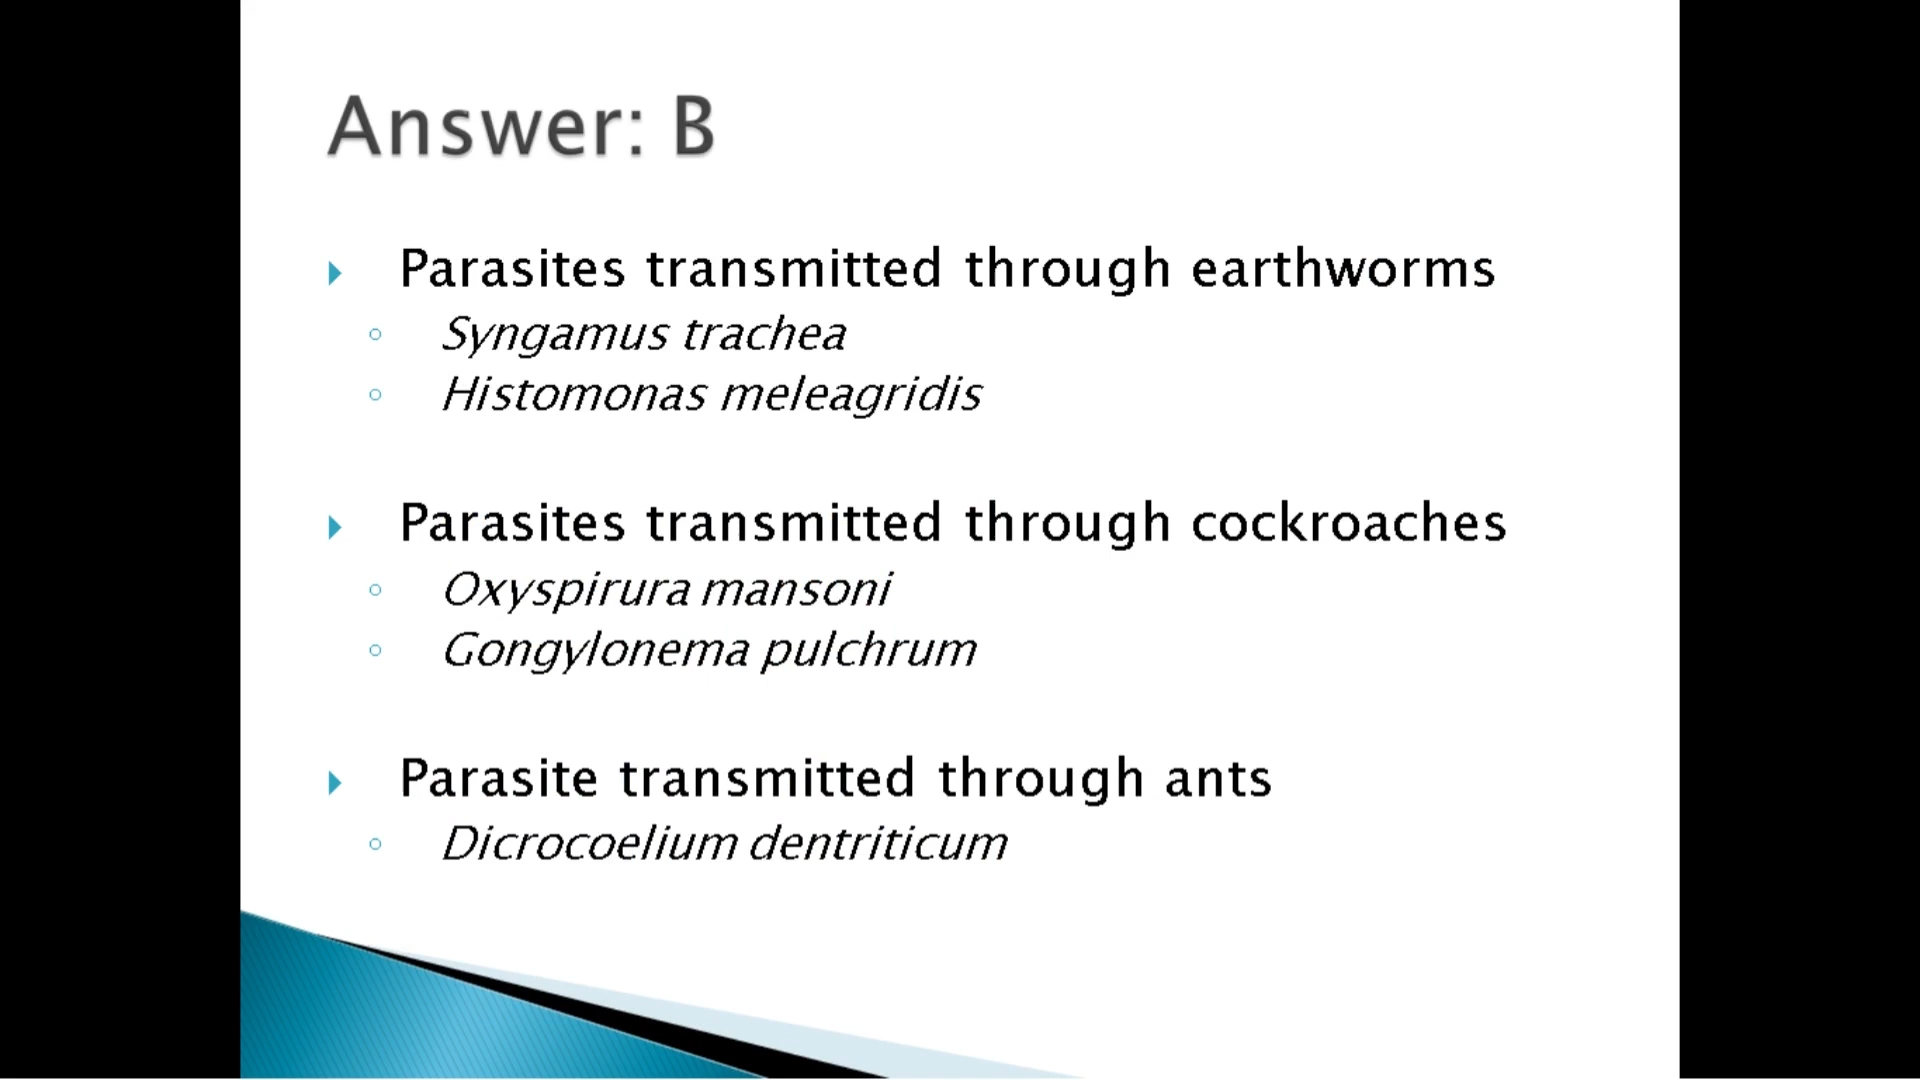 Answer: B
Parasites transmitted through earthworms
Syngamus trachea
Histomonas meleagridis
Parasites transmitted through cockroaches
Oxyspirura mansoni
Gongylonema pulchrum
Parasite transmitted through ants
Dicrocoelium dentriticum